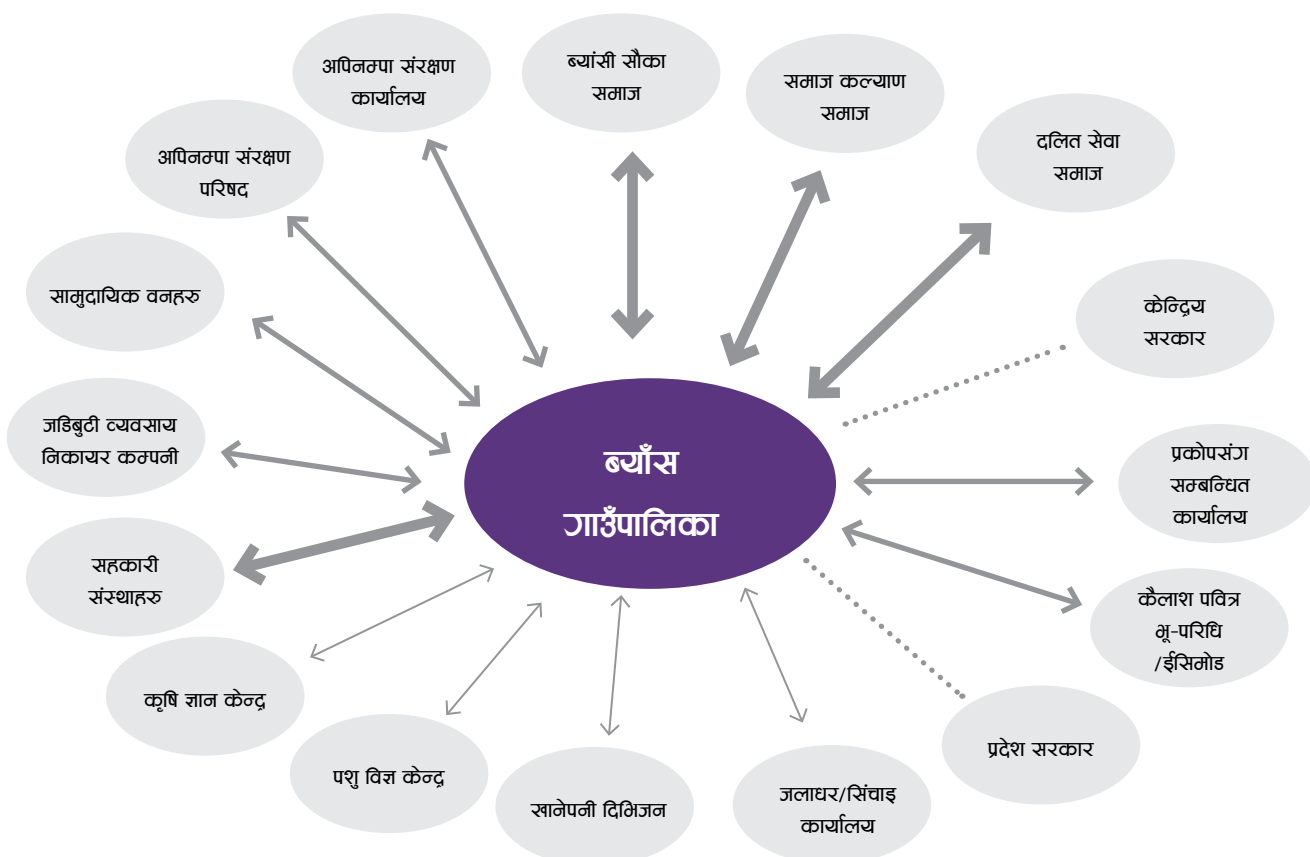 ब्यांसी सौका
समाज
समाज कल्याण
समाज
दलित सेवा
समाज
केन्द्रिय
सरकार
प्रकोपसंग
सम्बन्धित
कार्यालय
कैलाश पवित्र
भू-परिधि
/ईसिमोड
प्रदेश सरकार
जलाधर/सिंचाइ
कार्यालय
खानेपनी दिभिजन
पशु विज्ञ केन्द्र
कृषि ज्ञान केन्द्र
सहकारी
संस्थाहरु
जडिबुटी व्यवसाय
निकायर कम्पनी
सामुदायिक वनहरु
अपिनम्पा संरक्षण
परिषद
अपिनम्पा संरक्षण
कार्यालय
ब्याँस
गाउँपालिका